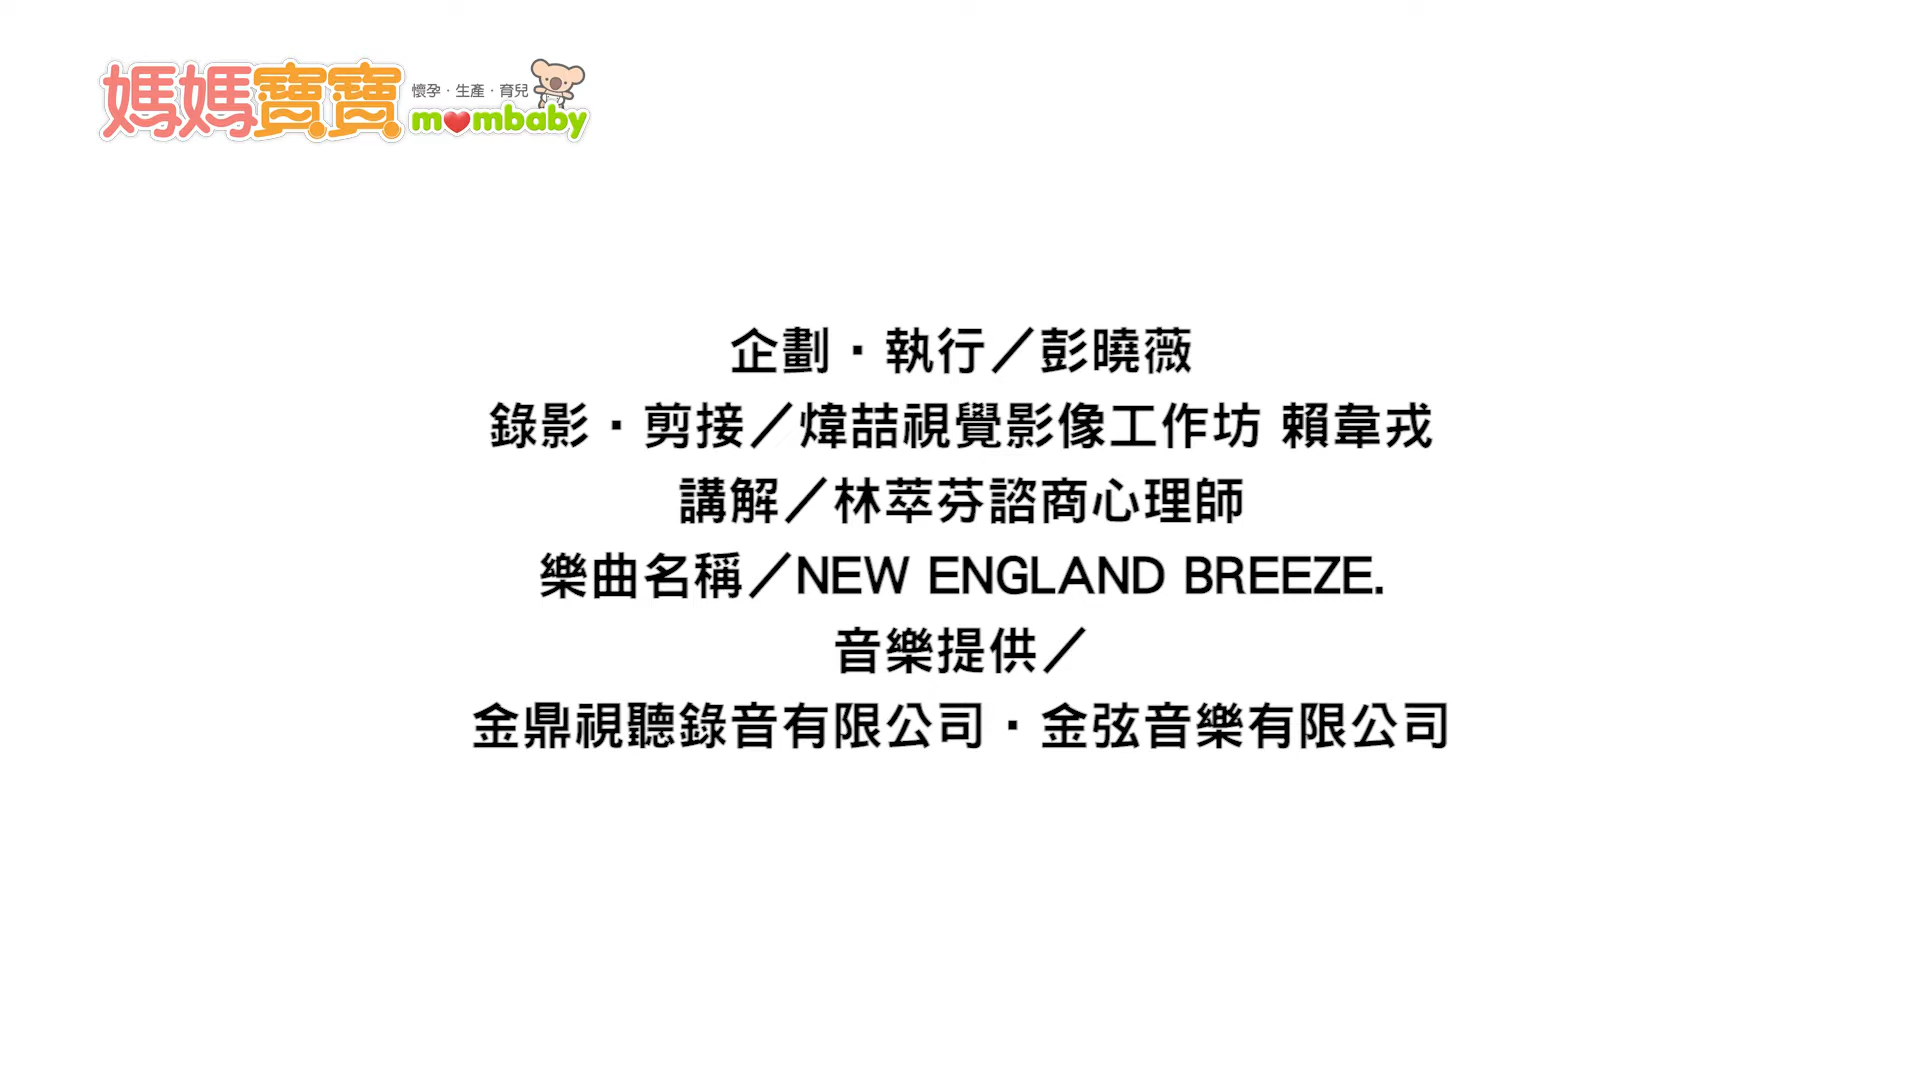 媽媽寶寶
懷孕·生產·育兒
mombaby
企劃·執行／彭曉薇
錄影·剪接／煒喆視覺影像工作坊 賴韋戎
講解／林萃芬諮商心理師
樂曲名稱／NEW ENGLAND BREEZE.
音樂提供／
金鼎視聽錄音有限公司·金弦音樂有限公司